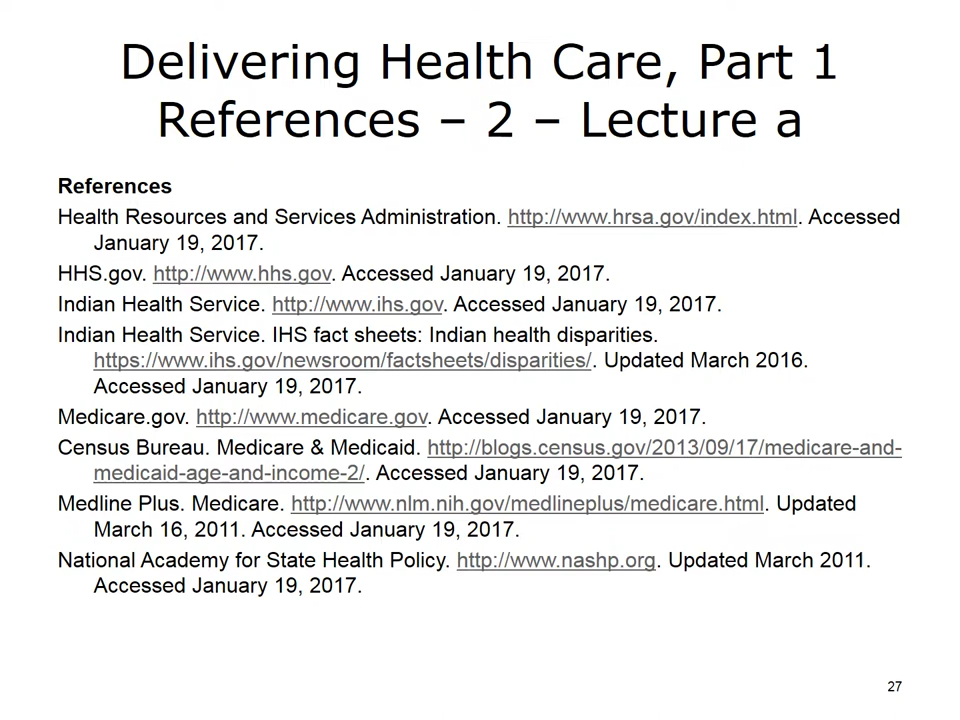 Delivering Health Care, Part 1
References – 2 – Lecture a
References
Health Resources and Services Administration. http://www.hrsa.gov/index.html. Accessed
January 19, 2017.
HHS.gov. http://www.hhs.gov. Accessed January 19, 2017.
Indian Health Service. http://www.ihs.gov. Accessed January 19, 2017.
Indian Health Service. IHS fact sheets: Indian health disparities.
https://www.ihs.gov/newsroom/factsheets/disparities/. Updated March 2016.
Accessed January 19, 2017.
Medicare.gov. http://www.medicare.gov. Accessed January 19, 2017.
Census Bureau. Medicare & Medicaid. http://blogs.census.gov/2013/09/17/medicare-and-
medicaid-age-and-income-2/. Accessed January 19, 2017.
Medline Plus. Medicare. http://www.nlm.nih.gov/medlineplus/medicare.html. Updated
March 16, 2011. Accessed January 19, 2017.
National Academy for State Health Policy. http://www.nashp.org. Updated March 2011.
Accessed January 19, 2017.
27